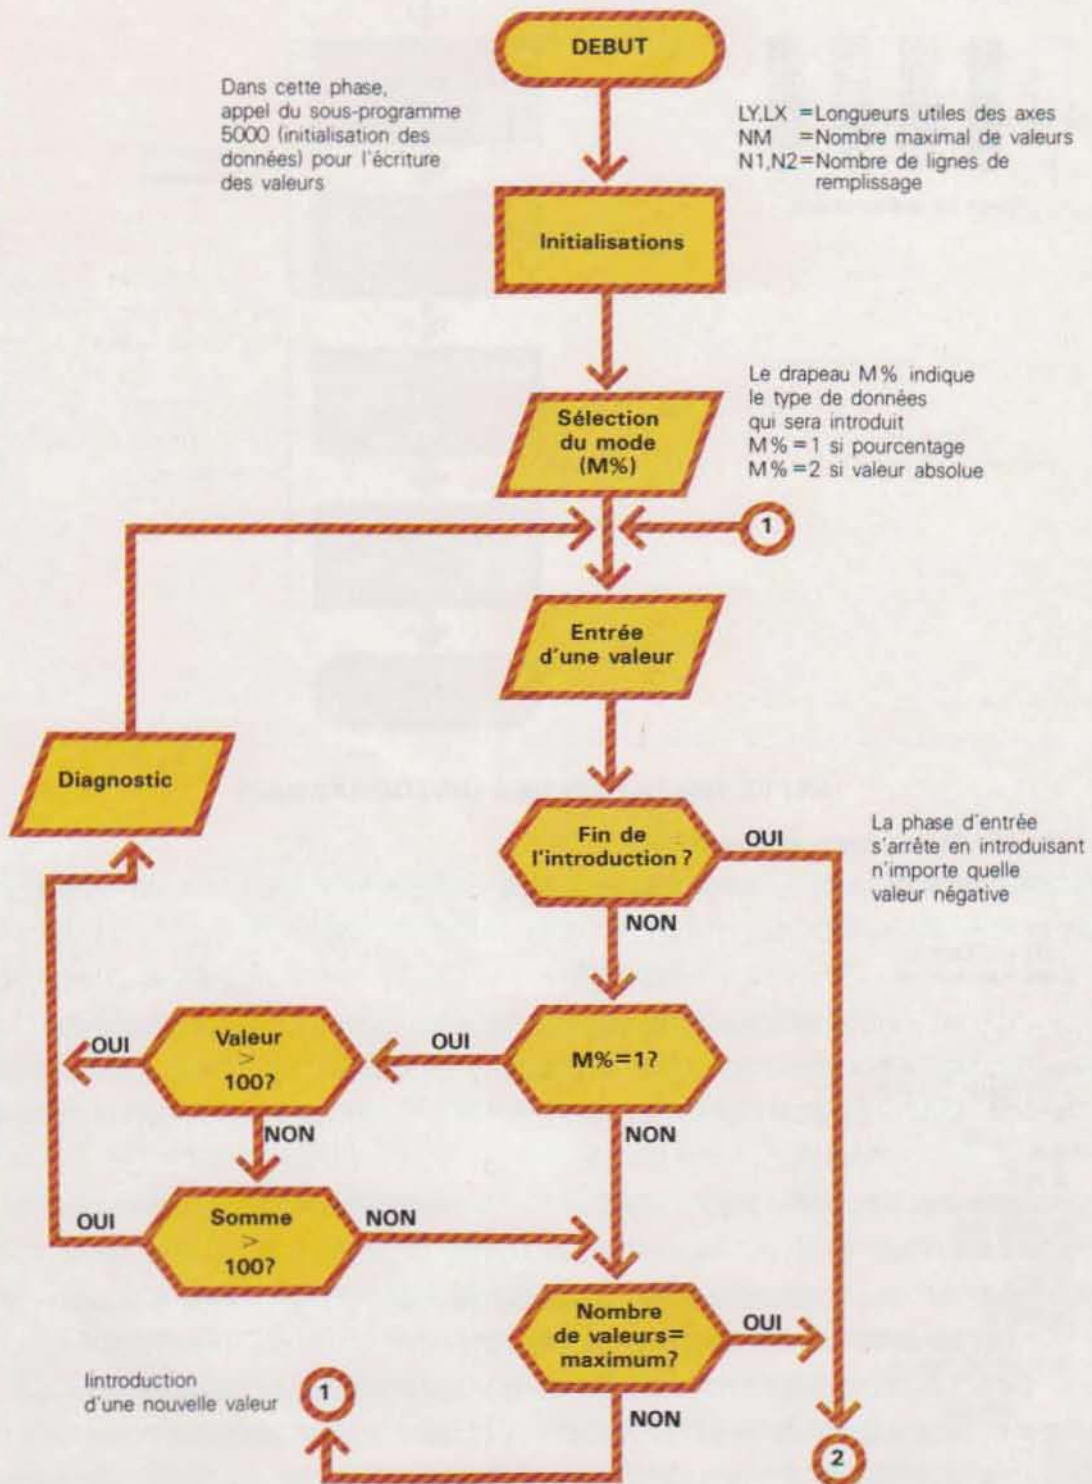 DEBUT
Dans cette phase,
appel du sous-programme
5000 (initialisation des
données) pour l'écriture
des valeurs
LY,LX =Longueurs utiles des axes
NM =Nombre maximal de valeurs
N1,N2=Nombre de lignes de
remplissage
Initialisations
Sélection
du mode
(M%)
Le drapeau M% indique
le type de données
qui sera introduit
M%=1 si pourcentage
M%=2 si valeur absolue
1
Entrée
d'une valeur
Diagnostic
Fin de
l'introduction ?
OUI
La phase d'entrée
s'arrête en introduisant
n'importe quelle
valeur négative
NON
M%=1?
OUI
Valeur
>
100?
OUI
NON
NON
Somme
>
100?
OUI
NON
Nombre
de valeurs=
maximum?
OUI
NON
Iintroduction
d'une nouvelle valeur
1
2